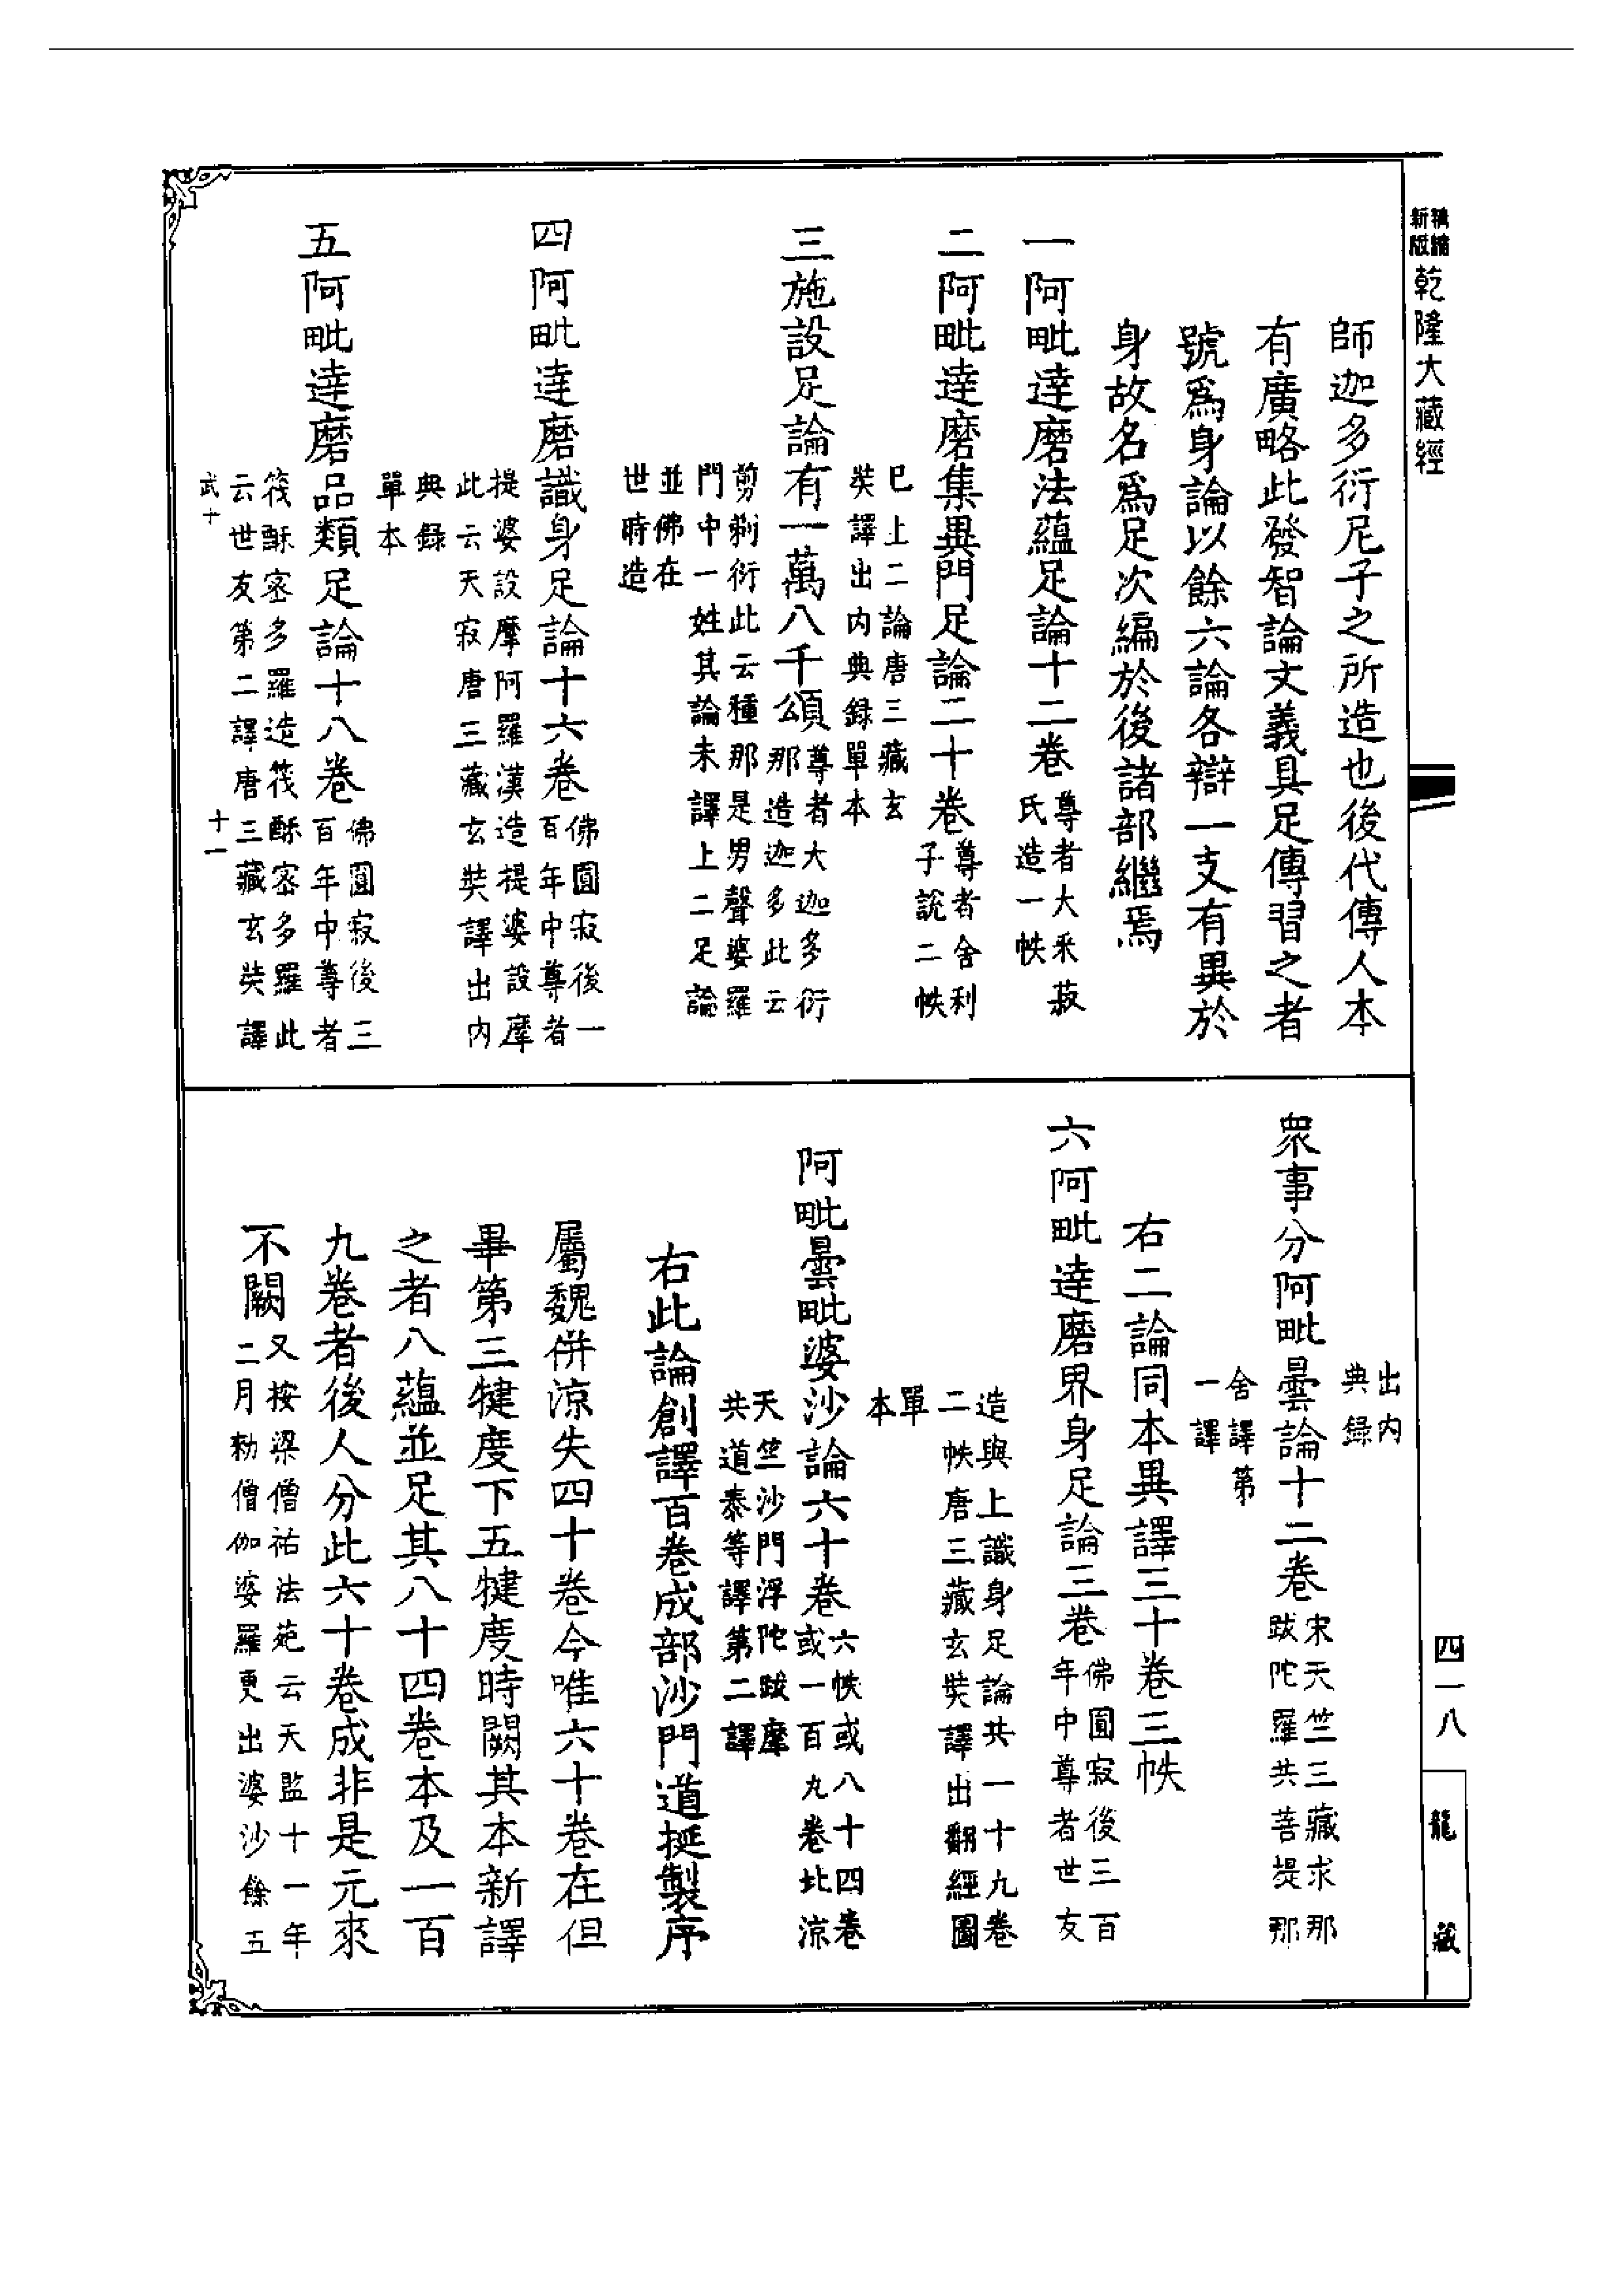 新編
縮版
乾隆大藏經
師迦多衍尼子之所造也後代傳人本
有廣略此發智論文義具足傳習之者
號爲身論以餘六論各辯一支有異於
身故名爲足次編於後諸部繼焉
一阿毗達磨法蘊足論十二卷
尊者大采菽
氏造一帙
二阿毗達磨集異門足論二十卷
尊者舍利
子說二帙
巳上二論唐三藏玄
奘譯出內典錄單本
三施設足論有一萬八千頌
尊者大迦多衍
那造迦多此云
剪剃衍此云種那是男聲婆羅
門中一姓其論未譯上二足論
並佛在
世時造
四阿毗達磨識身足論十六卷
佛圓寂後一
百年中尊者
提婆設摩阿羅漢造提婆設摩
此云天寂唐三藏玄奘譯出內
典錄
單本
五阿毗達磨品類足論十八卷
佛圓寂後三
百年中尊者
筏酥密多羅造筏酥密多羅此
云世友第二譯唐三藏玄奘譯
武十
十一
出內
典錄
眾事分阿毗曇論十二卷
宋天竺三藏求那
跋陀羅共菩提那
舍譯第
一譯
右二論同本異譯三十卷三帙
六阿毗達磨界身足論三卷
佛圓寂後三百
年中尊者世友
造與上識身足論共一十九卷
二帙唐三藏玄奘譯出翻經圖
單
本
阿毗曇毗婆沙論六十卷
六帙或八十四卷
或一百九卷北涼
天竺沙門浮陀跋摩
共道泰等譯第二譯
右此論創譯百卷成部沙門道挻製序
屬魏併涼失四十卷今唯六十卷在但
畢第三犍度下五犍度時闕其本新譯
之者八蘊並足其八十四卷本及一百
九卷者後人分此六十卷成非是元來
不闕
又按梁僧祐法苑云天監十一年
二月勑僧伽婆羅更出婆沙餘五
四一八
龍藏